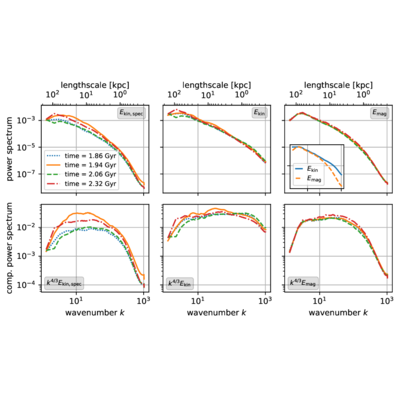 lengthscale [kpc] lengthscale [kpc] lengthscale [kpc]
10² 10¹ 10⁰ 10² 10¹ 10⁰ 10² 10¹ 10⁰
E_kin,spec E_kin E_mag
power spectrum
10⁻³
10⁻⁵
10⁻⁷
time = 1.86 Gyr
time = 1.94 Gyr
time = 2.06 Gyr
time = 2.32 Gyr
E_kin
E_mag
comp. power spectrum
10⁻²
10⁻³
10⁻⁴
k^4/3 E_kin,spec k^4/3 E_kin k^4/3 E_mag
10¹ 10³ 10¹ 10³ 10¹ 10³
wavenumber k wavenumber k wavenumber k